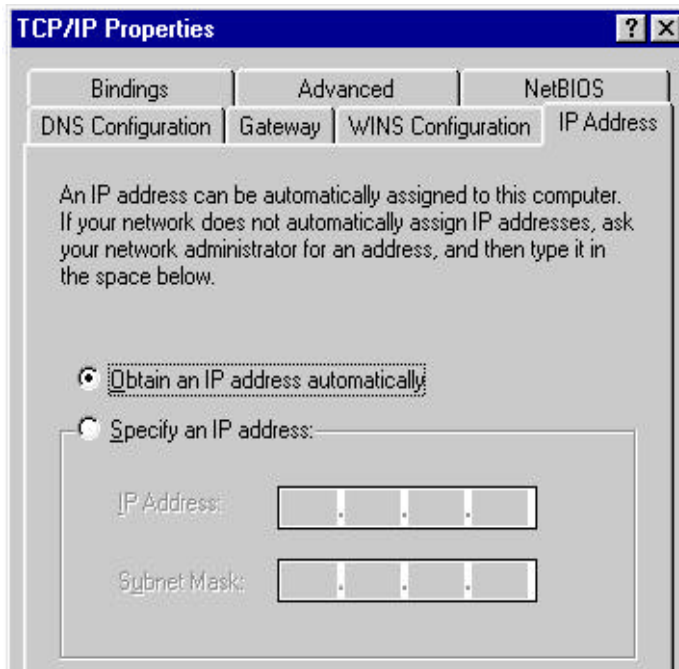 TCP/IP Properties
Bindings
Advanced
NetBIOS
DNS Configuration
Gateway
WINS Configuration
IP Address
An IP address can be automatically assigned to this computer.
If your network does not automatically assign IP addresses, ask
your network administrator for an address, and then type it in
the space below.
Obtain an IP address automatically
Specify an IP address:
IP Address:
Subnet Mask: